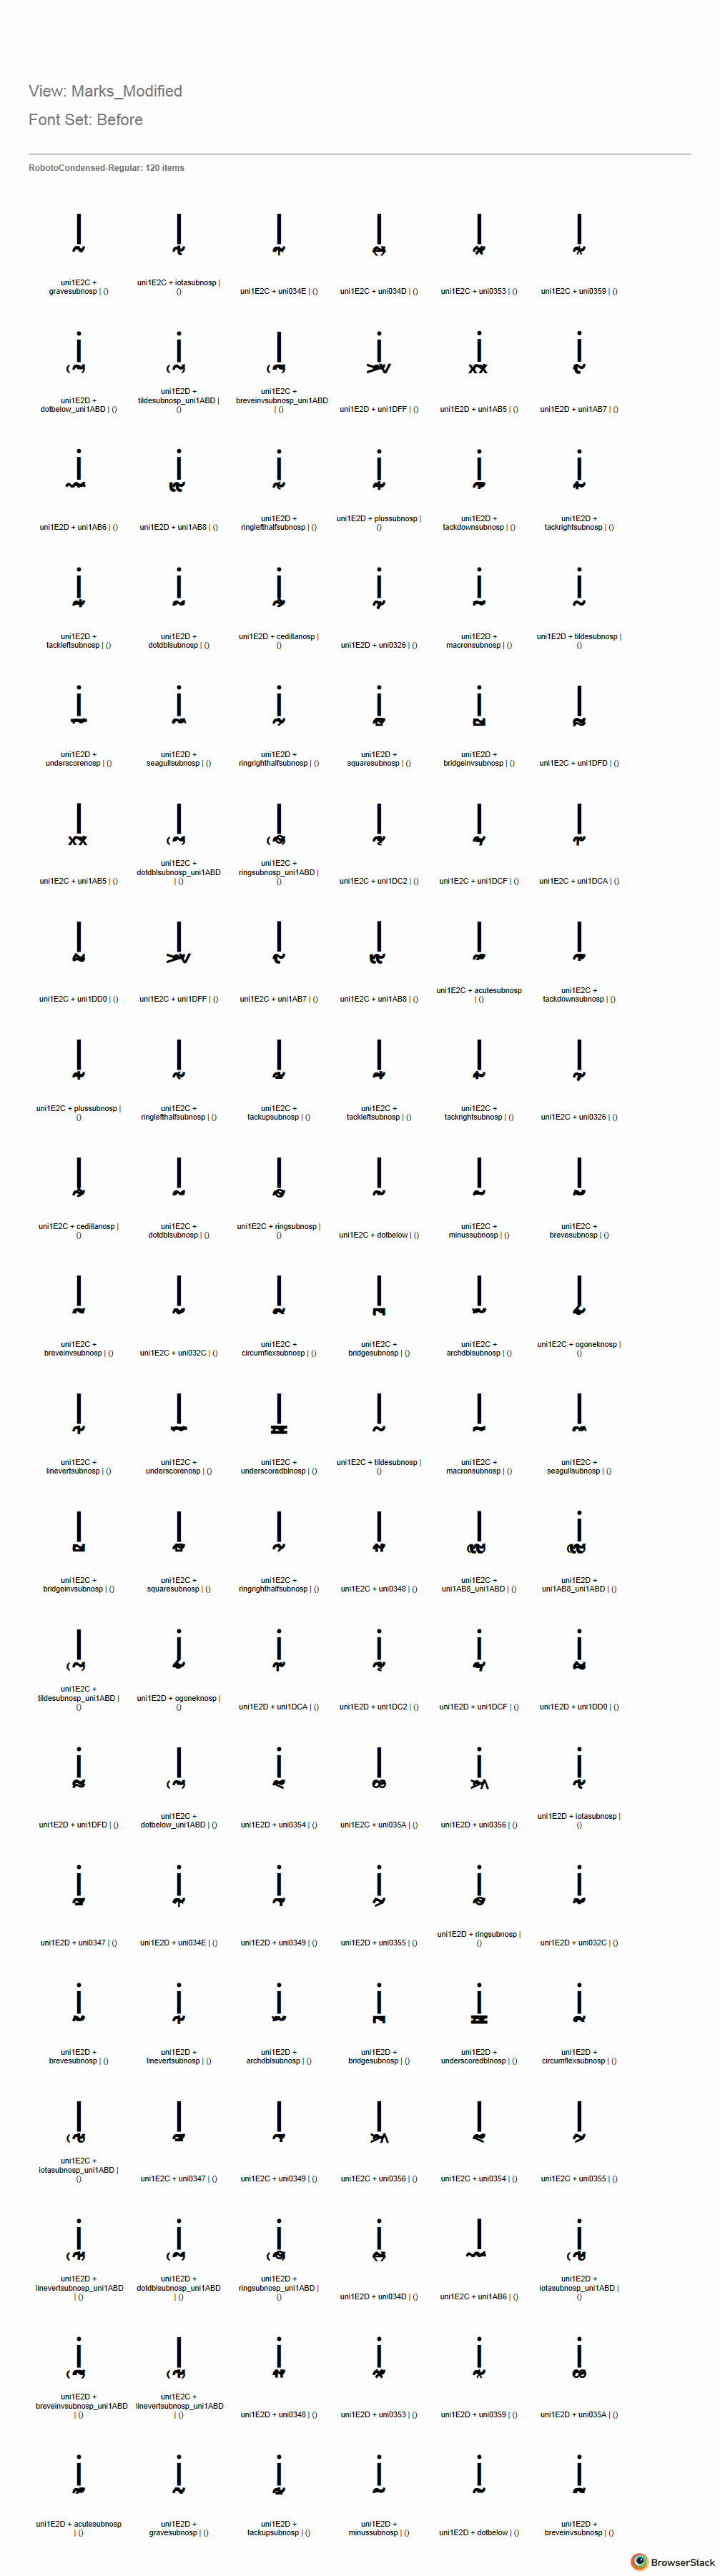 View: Marks_Modified
Font Set: Before
RobotoCondensed-Regular: 120 items
uni1E2C +
gravesubnosp | ()
uni1E2C + iotasubnosp |
()
uni1E2C + uni034E | ()
uni1E2C + uni034D | ()
uni1E2C + uni0353 | ()
uni1E2C + uni0359 | ()
uni1E2D +
dotbelow_uni1ABD | ()
uni1E2D +
tildesubnosp_uni1ABD |
()
uni1E2C +
breveinvsubnosp_uni1ABD
| ()
uni1E2D + uni1DFF | ()
uni1E2D + uni1AB5 | ()
uni1E2D + uni1AB7 | ()
uni1E2D + uni1AB6 | ()
uni1E2D + uni1AB8 | ()
uni1E2D +
ringlefthalfsubnosp | ()
uni1E2D + plussubnosp |
()
uni1E2D +
tackdownsubnosp | ()
uni1E2D +
tackrightsubnosp | ()
uni1E2D +
tackleftsubnosp | ()
uni1E2D +
dotdblsubnosp | ()
uni1E2D + cedillanosp |
()
uni1E2D + uni0326 | ()
uni1E2D +
macronsubnosp | ()
uni1E2D + tildesubnosp |
()
uni1E2D +
underscorenosp | ()
uni1E2D +
seagullsubnosp | ()
uni1E2D +
ringrighthalfsubnosp | ()
uni1E2D +
squaresubnosp | ()
uni1E2D +
bridgeinvsubnosp | ()
uni1E2C + uni1DFD | ()
uni1E2C + uni1AB5 | ()
uni1E2C +
dotdblsubnosp_uni1ABD
| ()
uni1E2C +
ringsubnosp_uni1ABD |
()
uni1E2C + uni1DC2 | ()
uni1E2C + uni1DCF | ()
uni1E2C + uni1DCA | ()
uni1E2C + uni1DD0 | ()
uni1E2C + uni1DFF | ()
uni1E2C + uni1AB7 | ()
uni1E2C + uni1AB8 | ()
uni1E2C + acutesubnosp
| ()
uni1E2C +
tackdownsubnosp | ()
uni1E2C + plussubnosp |
()
uni1E2C +
ringlefthalfsubnosp | ()
uni1E2C +
tackupsubnosp | ()
uni1E2C +
tackleftsubnosp | ()
uni1E2C +
tackrightsubnosp | ()
uni1E2C + uni0326 | ()
uni1E2C + cedillanosp |
()
uni1E2C +
dotdblsubnosp | ()
uni1E2C + ringsubnosp |
()
uni1E2C + dotbelow | ()
uni1E2C +
minussubnosp | ()
uni1E2C +
brevesubnosp | ()
uni1E2C +
breveinvsubnosp | ()
uni1E2C + uni032C | ()
uni1E2C +
circumflexsubnosp | ()
uni1E2C +
bridgesubnosp | ()
uni1E2C +
archdblsubnosp | ()
uni1E2C + ogoneknosp |
()
uni1E2C +
linevertsubnosp | ()
uni1E2C +
underscorenosp | ()
uni1E2C +
underscoredblnosp | ()
uni1E2C + tildesubnosp |
()
uni1E2C +
macronsubnosp | ()
uni1E2C +
seagullsubnosp | ()
uni1E2C +
bridgeinvsubnosp | ()
uni1E2C +
squaresubnosp | ()
uni1E2C +
ringrighthalfsubnosp | ()
uni1E2C + uni0348 | ()
uni1E2C +
uni1AB8_uni1ABD | ()
uni1E2D +
uni1AB8_uni1ABD | ()
uni1E2C +
tildesubnosp_uni1ABD |
()
uni1E2D + ogoneknosp |
()
uni1E2D + uni1DCA | ()
uni1E2D + uni1DC2 | ()
uni1E2D + uni1DCF | ()
uni1E2D + uni1DD0 | ()
uni1E2D + uni1DFD | ()
uni1E2C +
dotbelow_uni1ABD | ()
uni1E2D + uni0354 | ()
uni1E2C + uni035A | ()
uni1E2D + uni0356 | ()
uni1E2D + iotasubnosp |
()
uni1E2D + uni0347 | ()
uni1E2D + uni034E | ()
uni1E2D + uni0349 | ()
uni1E2D + uni0355 | ()
uni1E2D + ringsubnosp |
()
uni1E2D + uni032C | ()
uni1E2D +
brevesubnosp | ()
uni1E2D +
linevertsubnosp | ()
uni1E2D +
archdblsubnosp | ()
uni1E2D +
bridgesubnosp | ()
uni1E2D +
underscoredblnosp | ()
uni1E2D +
circumflexsubnosp | ()
uni1E2C +
iotasubnosp_uni1ABD |
()
uni1E2C + uni0347 | ()
uni1E2C + uni0349 | ()
uni1E2C + uni0356 | ()
uni1E2C + uni0354 | ()
uni1E2C + uni0355 | ()
uni1E2D +
linevertsubnosp_uni1ABD
| ()
uni1E2D +
dotdblsubnosp_uni1ABD
| ()
uni1E2D +
ringsubnosp_uni1ABD |
()
uni1E2D + uni034D | ()
uni1E2C + uni1AB6 | ()
uni1E2D +
iotasubnosp_uni1ABD |
()
uni1E2D +
breveinvsubnosp_uni1ABD
| ()
uni1E2C +
linevertsubnosp_uni1ABD
| ()
uni1E2D + uni0348 | ()
uni1E2D + uni0353 | ()
uni1E2D + uni0359 | ()
uni1E2D + uni035A | ()
uni1E2D + acutesubnosp
| ()
uni1E2D +
gravesubnosp | ()
uni1E2D +
tackupsubnosp | ()
uni1E2D +
minussubnosp | ()
uni1E2D + dotbelow | ()
uni1E2D +
breveinvsubnosp | ()
BrowserStack